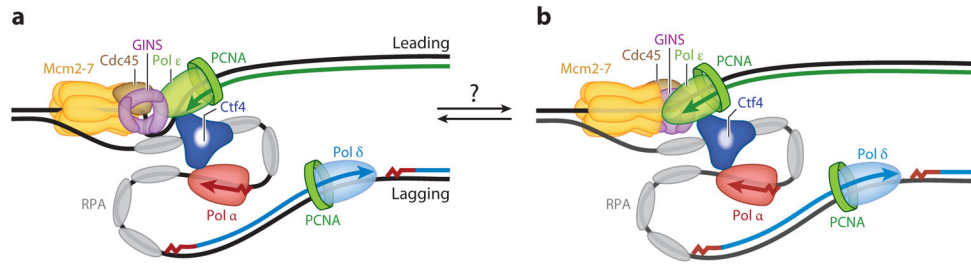 a
GINS
Cdc45
Pol ε
PCNA
Mcm2-7
Leading
Ctf4
Pol δ
RPA
Pol α
PCNA
Lagging
?
b
GINS
Cdc45
Pol ε
PCNA
Mcm2-7
Ctf4
Pol δ
RPA
Pol α
PCNA